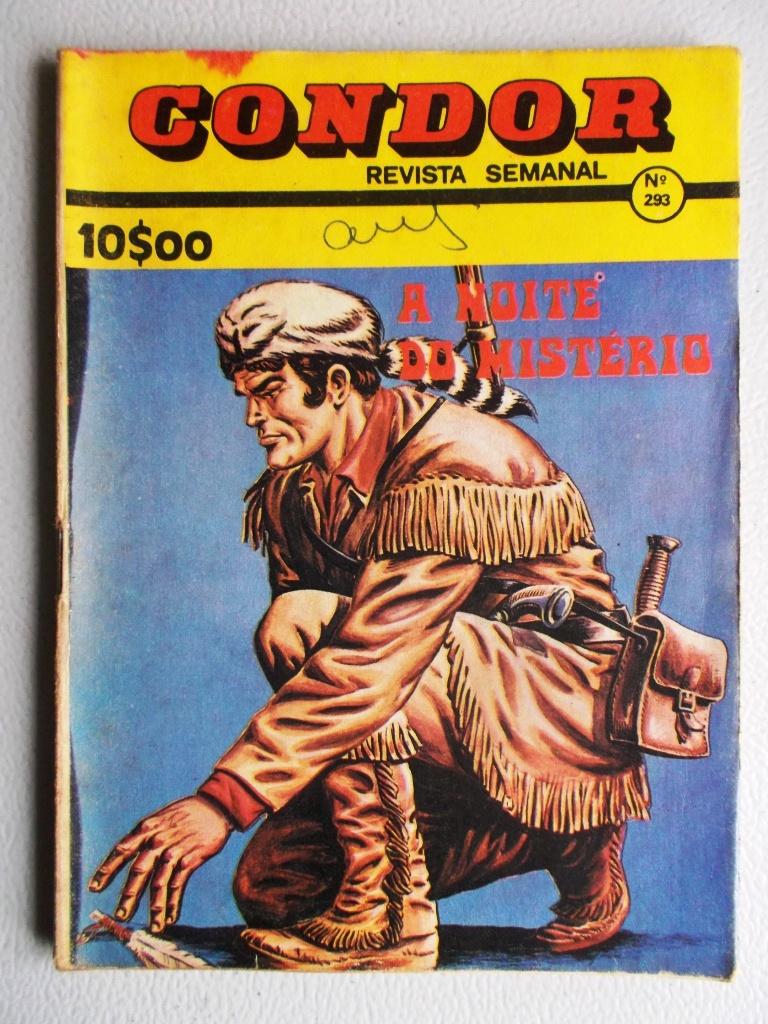 CONDOR
REVISTA SEMANAL
Nº
293
10$00
A NOITE
DO MISTÉRIO